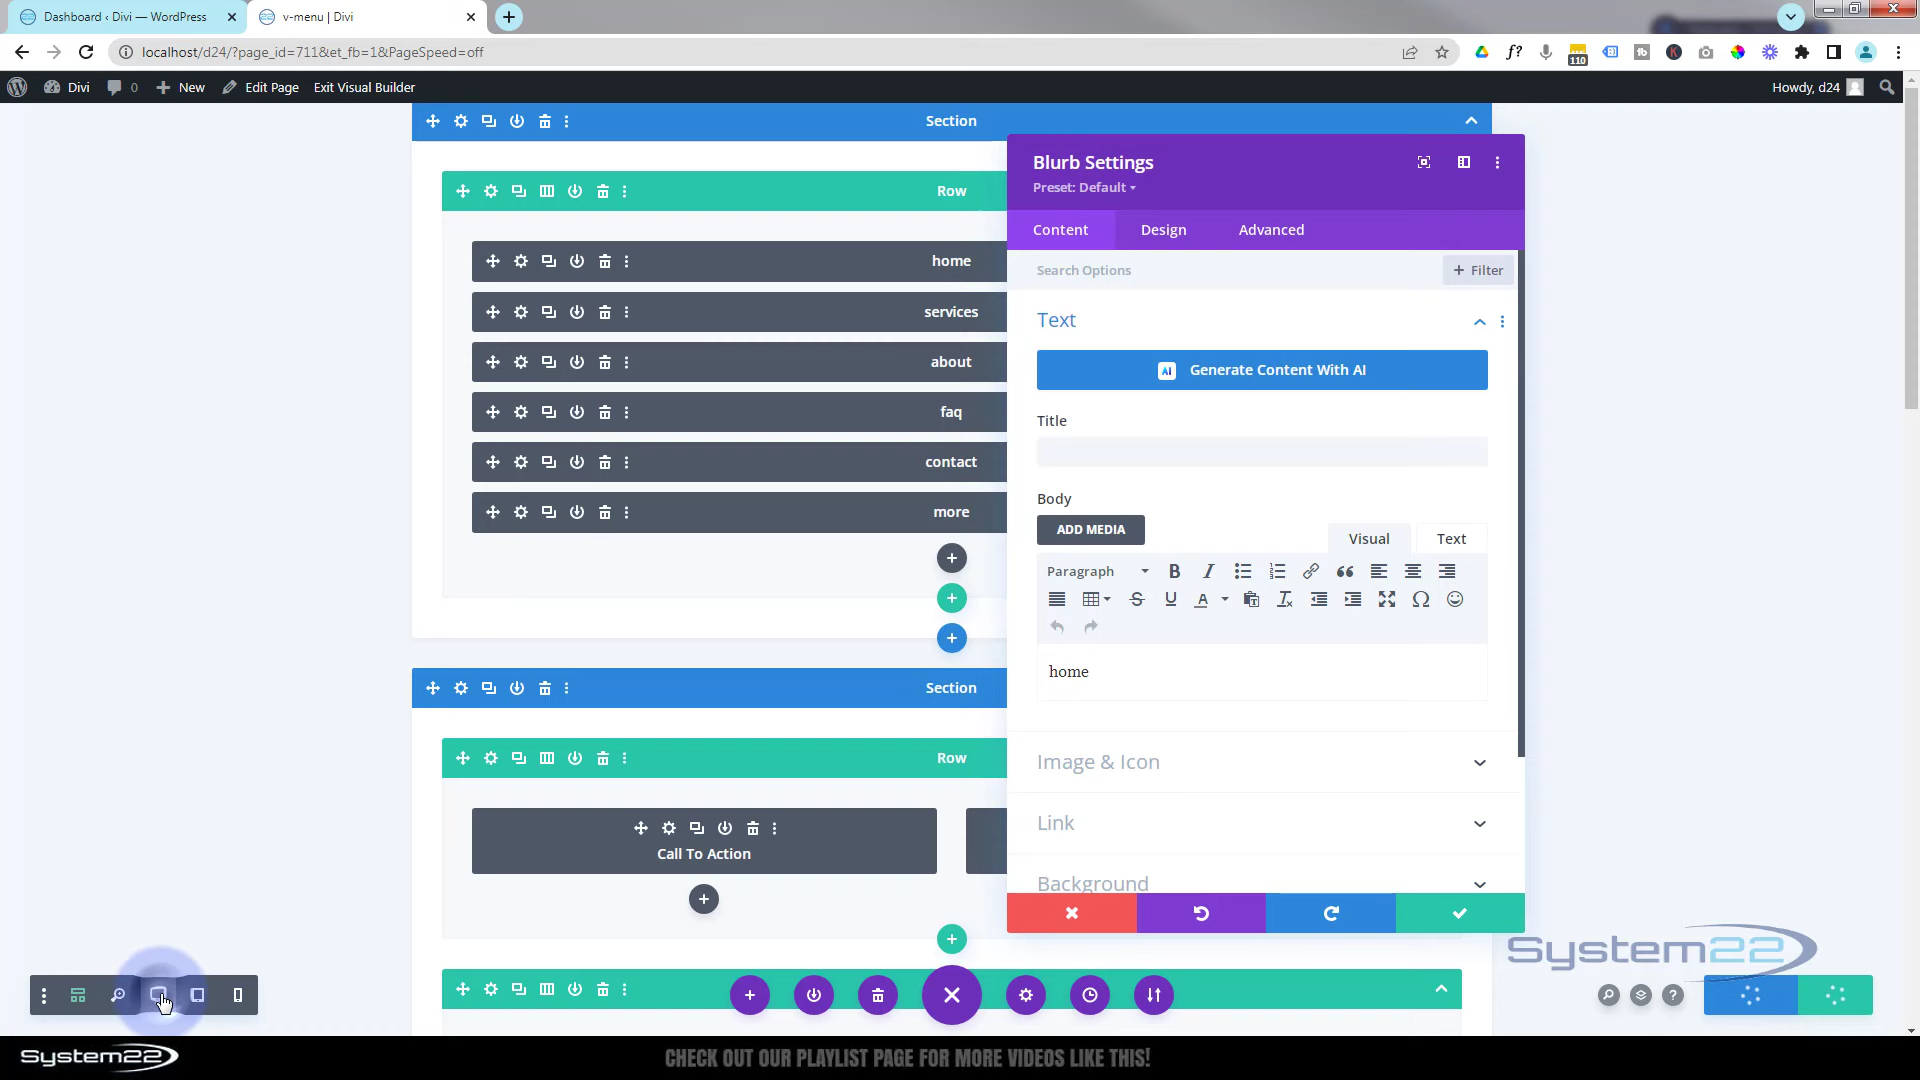 Dashboard ‹ Divi — WordPress
v-menu | Divi
localhost/d24/?page_id=711&et_fb=1&PageSpeed=off
f?
fb
K
110
Divi
0
New
Edit Page
Exit Visual Builder
Howdy, d24
Section
Row
home
services
about
faq
contact
more
Section
Row
Call To Action
Blurb Settings
Preset: Default
Content
Design
Advanced
Search Options
+ Filter
Text
AI
Generate Content With AI
Title
Body
ADD MEDIA
Visual
Text
Paragraph
B
I
U
A
home
Image & Icon
Link
Background
System22
System22
CHECK OUT OUR PLAYLIST PAGE FOR MORE VIDEOS LIKE THIS!